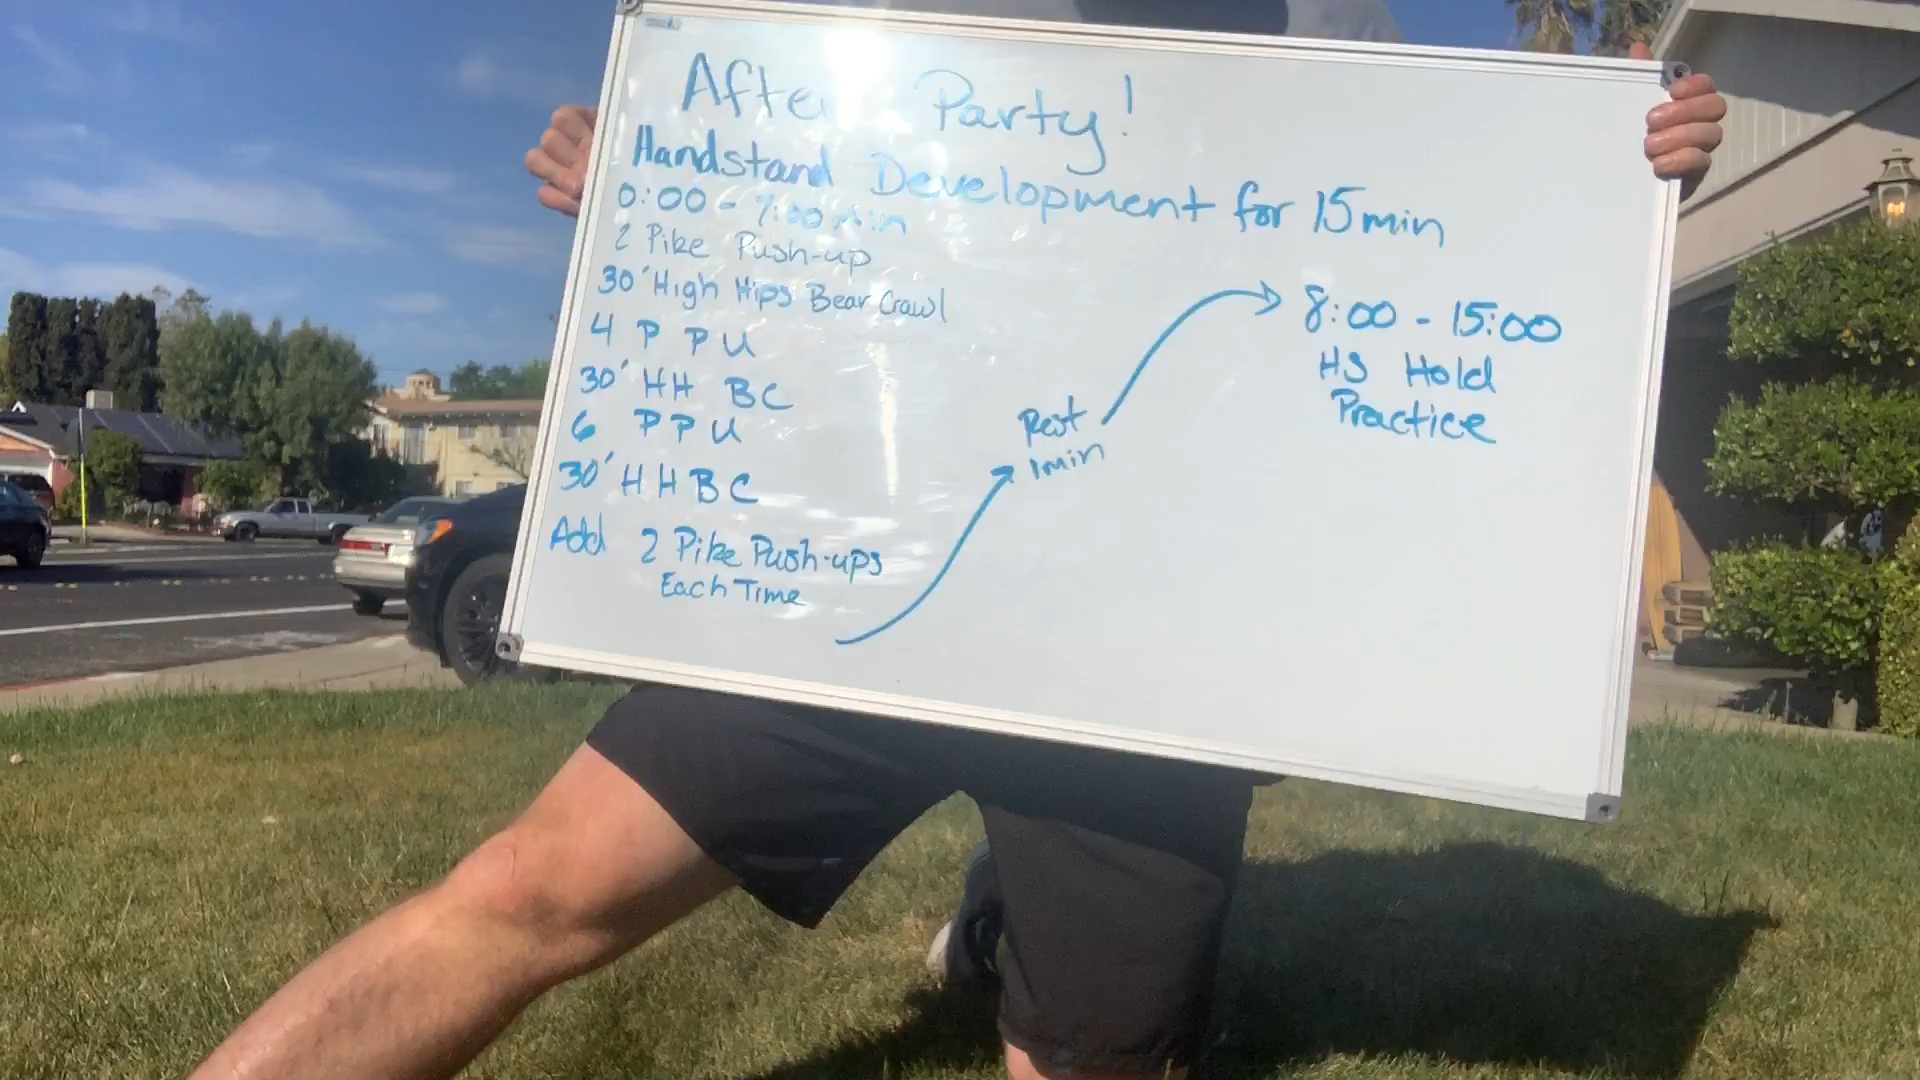 After Party!
Handstand Development for 15min
0:00 - 7:00 min
2 Pike Push-up
30' High Hips Bear Crawl
4 P P U
30' HH BC
6 P P U
30' H H B C
Add 2 Pike Push-ups
Each Time
Rest
1min
8:00 - 15:00
HS Hold
Practice